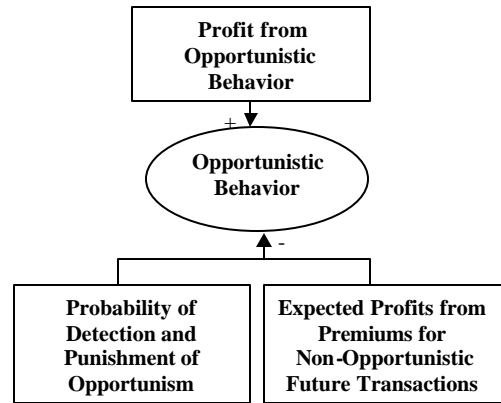 Profit from
Opportunistic
Behavior
+
Opportunistic
Behavior
-
Probability of
Detection and
Punishment of
Opportunism
Expected Profits from
Premiums for
Non-Opportunistic
Future Transactions